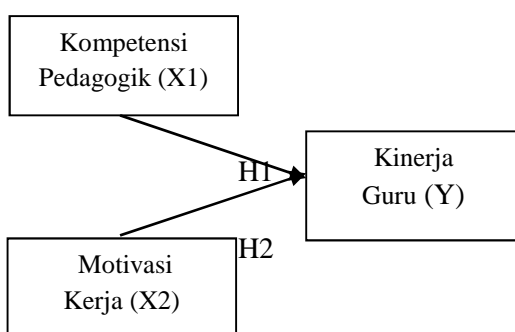 Kompetensi
Pedagogik (X1)
H1
Kinerja
Guru (Y)
H2
Motivasi
Kerja (X2)